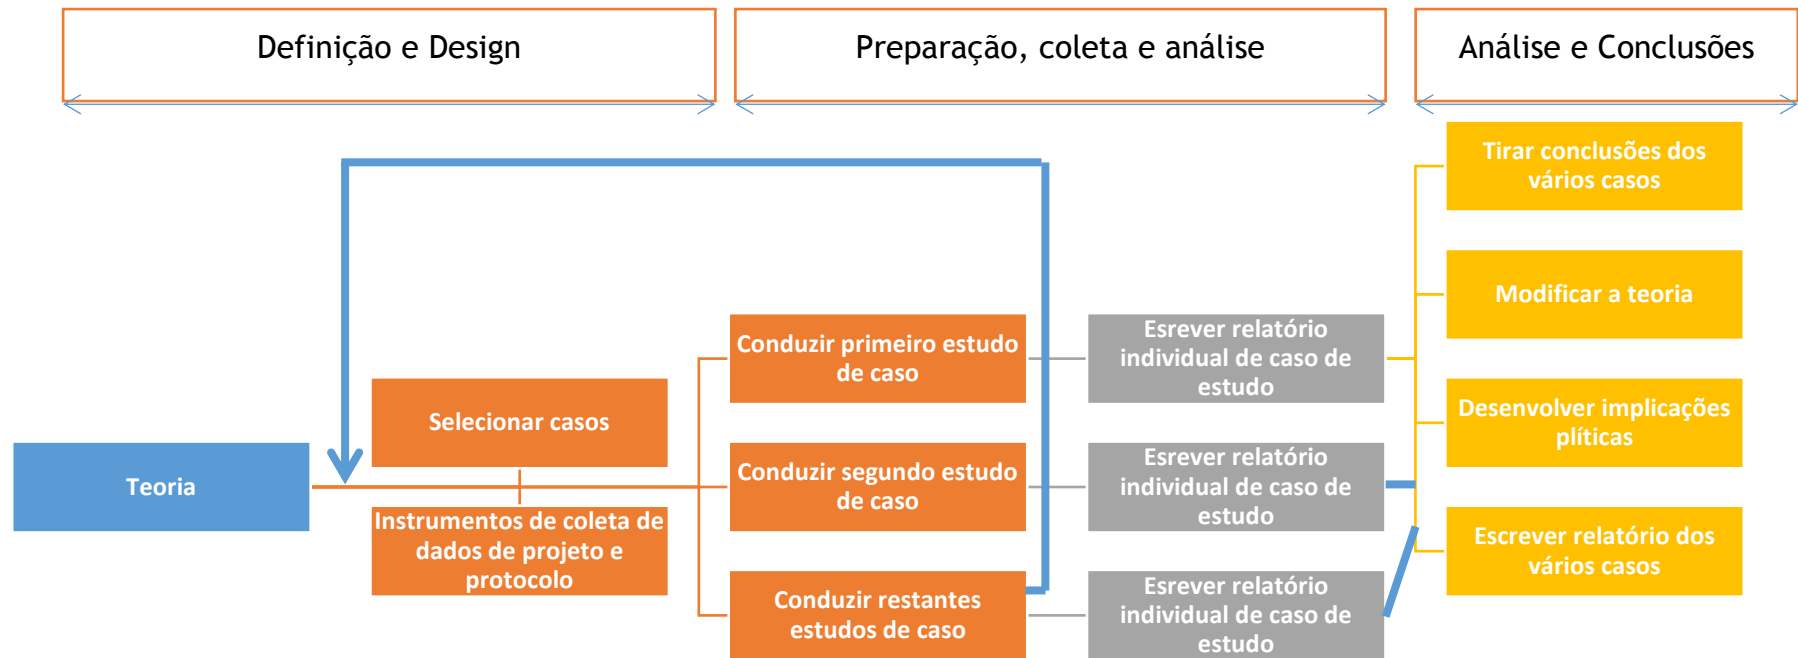 Definição e Design
Preparação, coleta e análise
Análise e Conclusões
Teoria
Selecionar casos
Instrumentos de coleta de
dados de projeto e
protocolo
Conduzir primeiro estudo
de caso
Conduzir segundo estudo
de caso
Conduzir restantes
estudos de caso
Esrever relatório
individual de caso de
estudo
Esrever relatório
individual de caso de
estudo
Esrever relatório
individual de caso de
estudo
Tirar conclusões dos
vários casos
Modificar a teoria
Desenvolver implicações
plíticas
Escrever relatório dos
vários casos